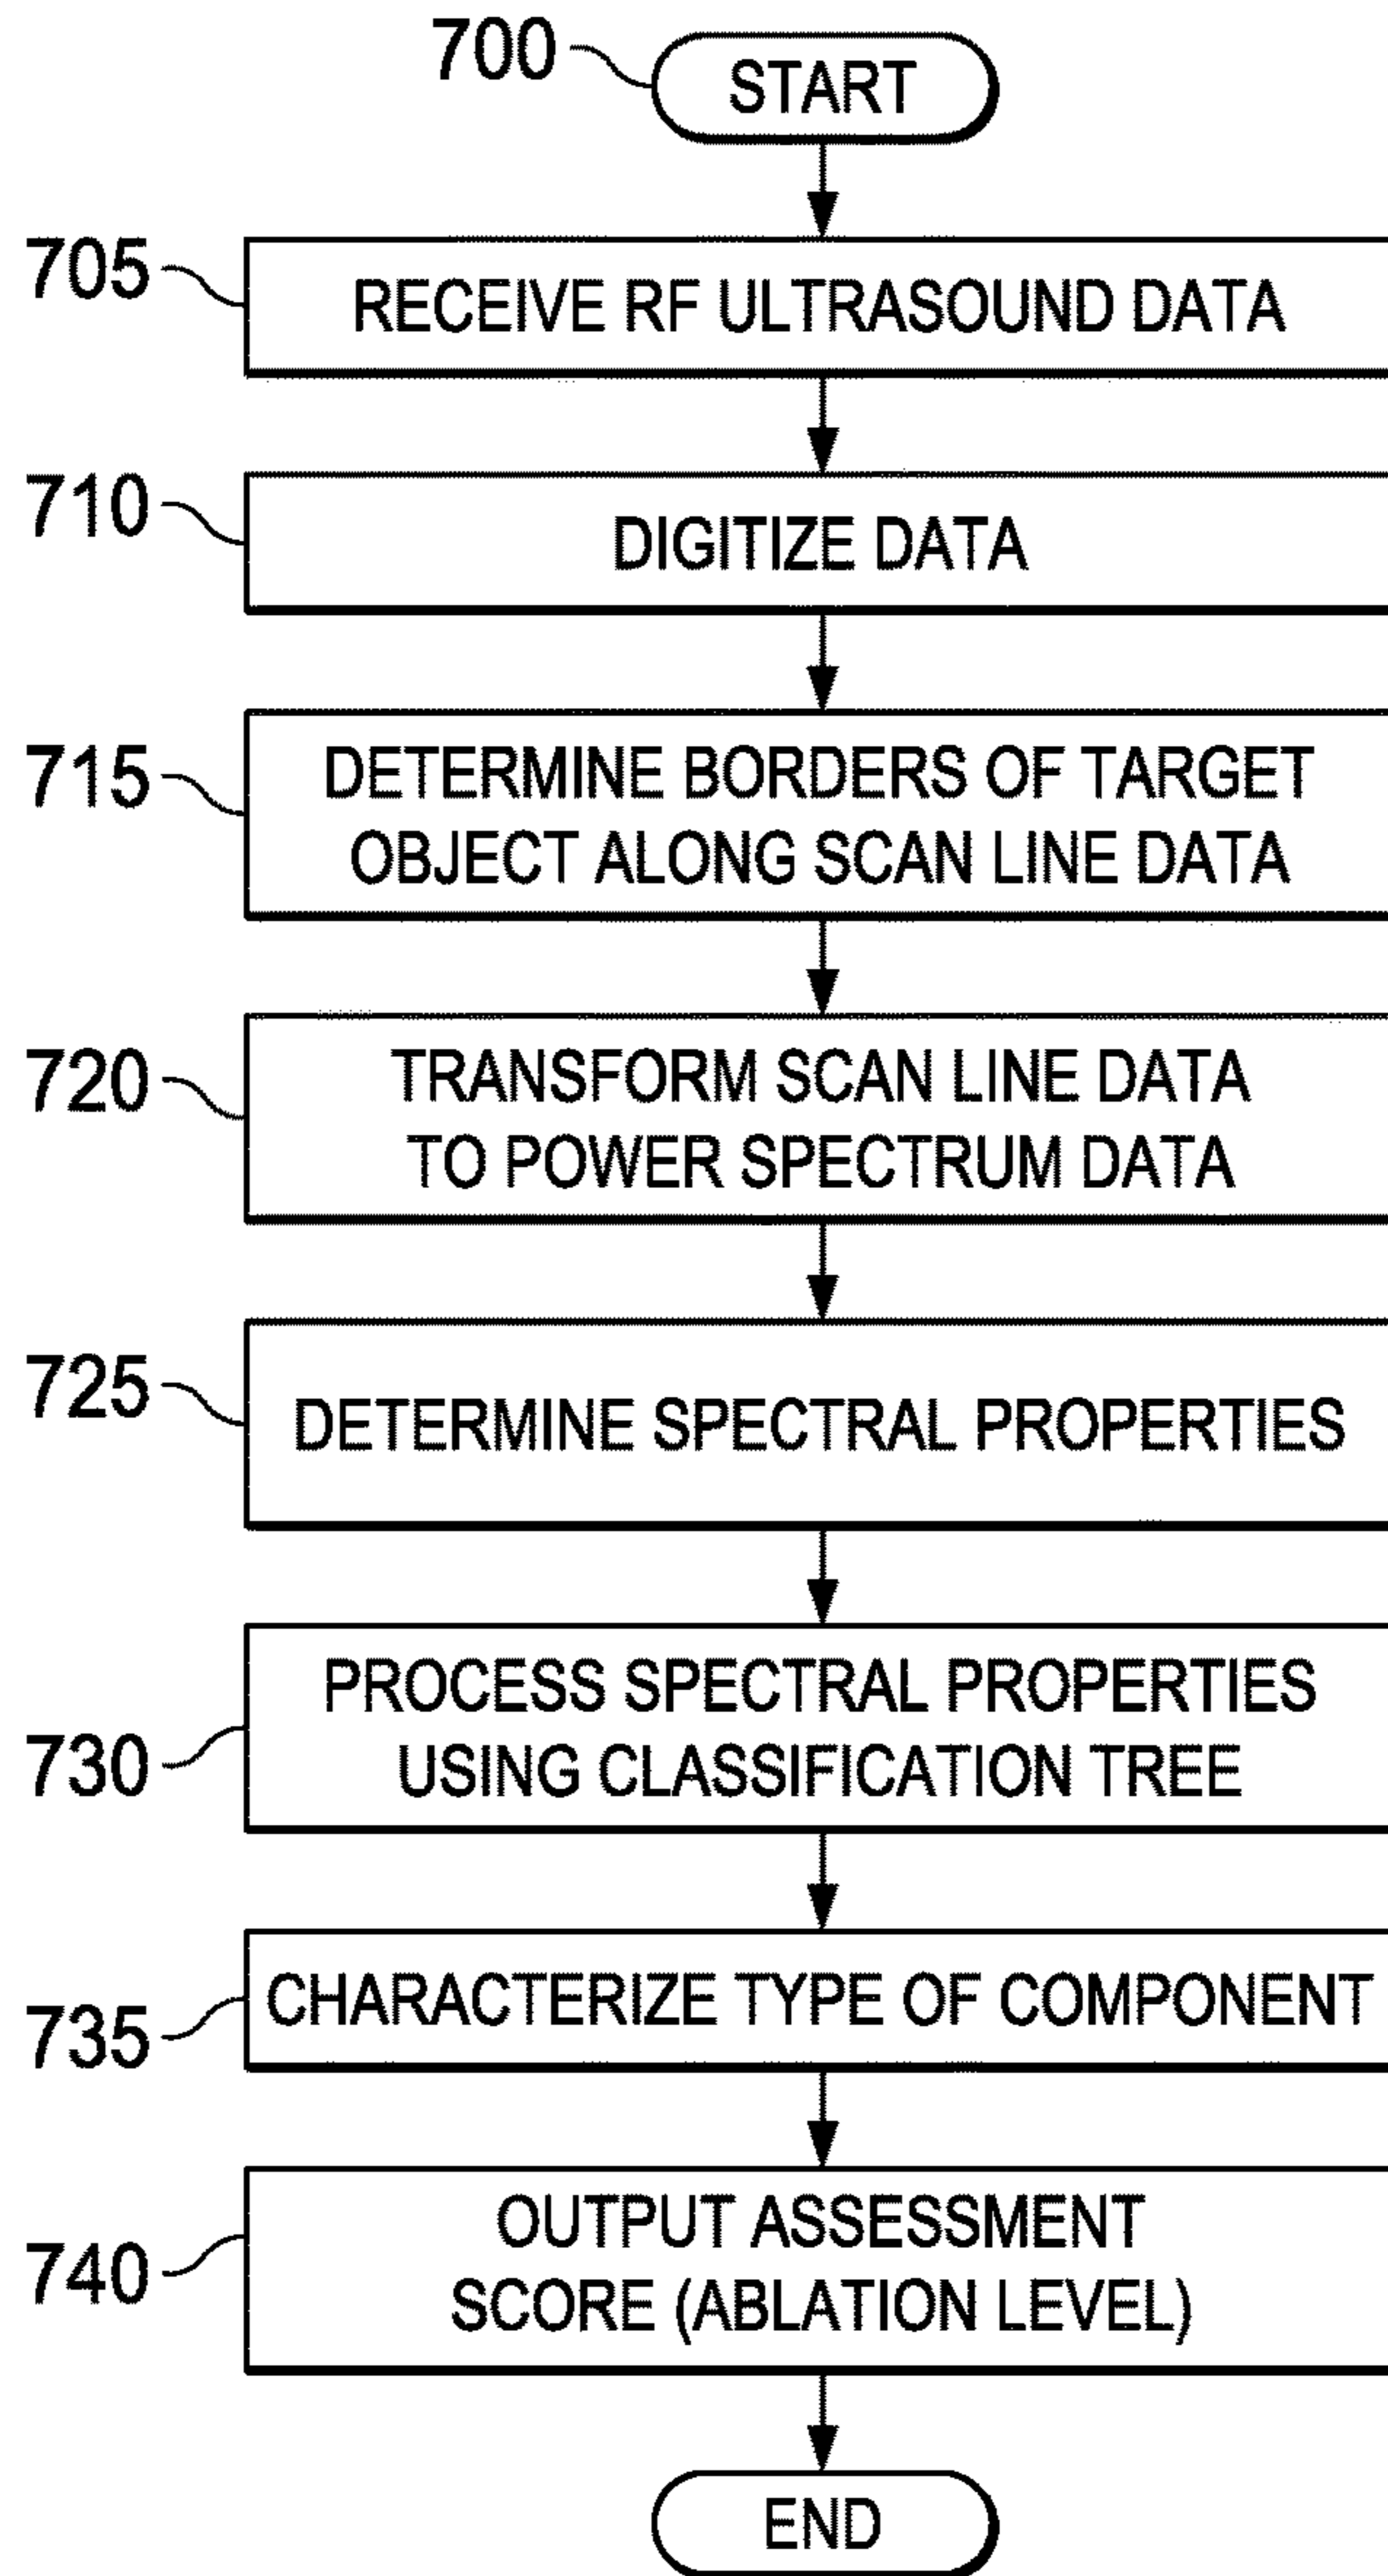 700
START
705
RECEIVE RF ULTRASOUND DATA
710
DIGITIZE DATA
715
DETERMINE BORDERS OF TARGET
OBJECT ALONG SCAN LINE DATA
720
TRANSFORM SCAN LINE DATA
TO POWER SPECTRUM DATA
725
DETERMINE SPECTRAL PROPERTIES
730
PROCESS SPECTRAL PROPERTIES
USING CLASSIFICATION TREE
735
CHARACTERIZE TYPE OF COMPONENT
740
OUTPUT ASSESSMENT
SCORE (ABLATION LEVEL)
END